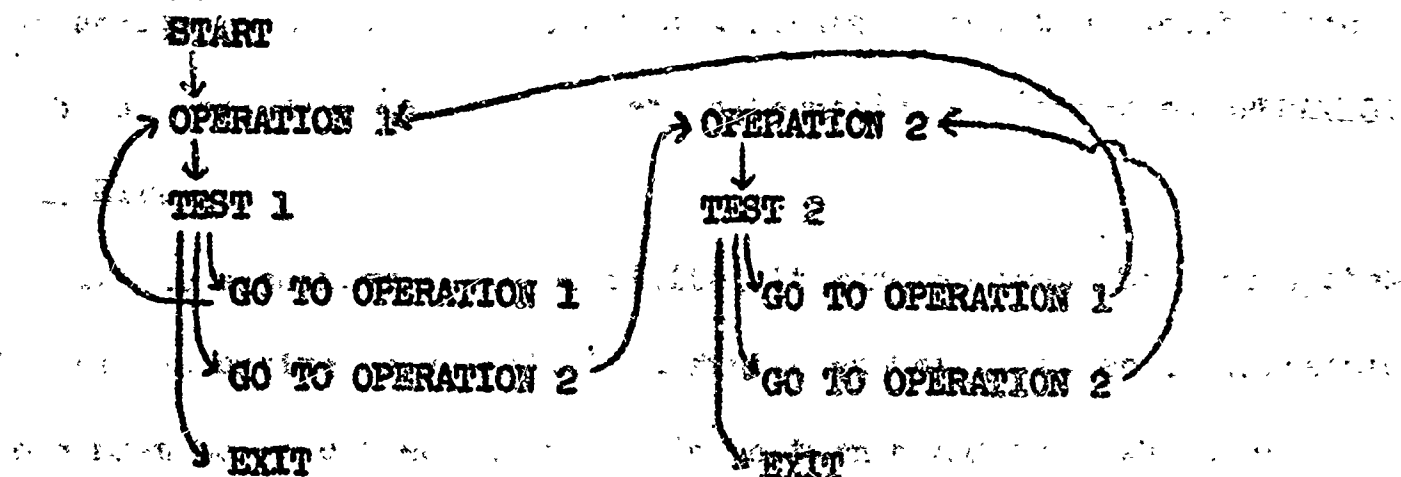 START
OPERATION 1
OPERATION 2
TEST 1
TEST 2
GO TO OPERATION 1
GO TO OPERATION 1
GO TO OPERATION 2
GO TO OPERATION 2
EXIT
EXIT